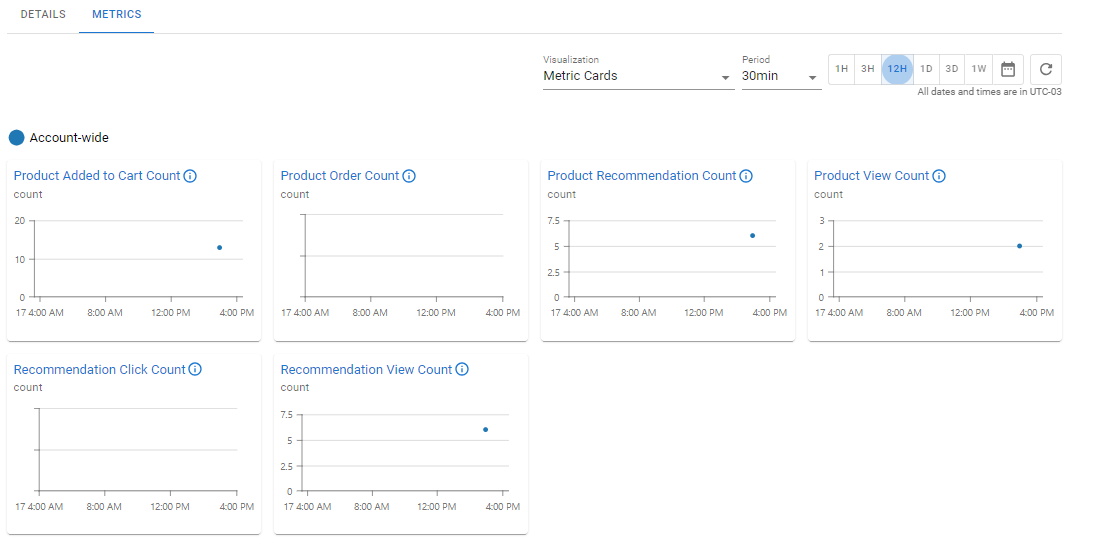 DETAILS METRICS
Visualization Period
Metric Cards 30min 1H 3H 12H 1D 3D 1W
All dates and times are in UTC-03
Account-wide
Product Added to Cart Count
count
20
10
0
17 4:00 AM 8:00 AM 12:00 PM 4:00 PM
Product Order Count
count
17 4:00 AM 8:00 AM 12:00 PM 4:00 PM
Product Recommendation Count
count
7.5
5
2.5
0
17 4:00 AM 8:00 AM 12:00 PM 4:00 PM
Product View Count
count
3
2
1
0
17 4:00 AM 8:00 AM 12:00 PM 4:00 PM
Recommendation Click Count
count
17 4:00 AM 8:00 AM 12:00 PM 4:00 PM
Recommendation View Count
count
7.5
5
2.5
0
17 4:00 AM 8:00 AM 12:00 PM 4:00 PM